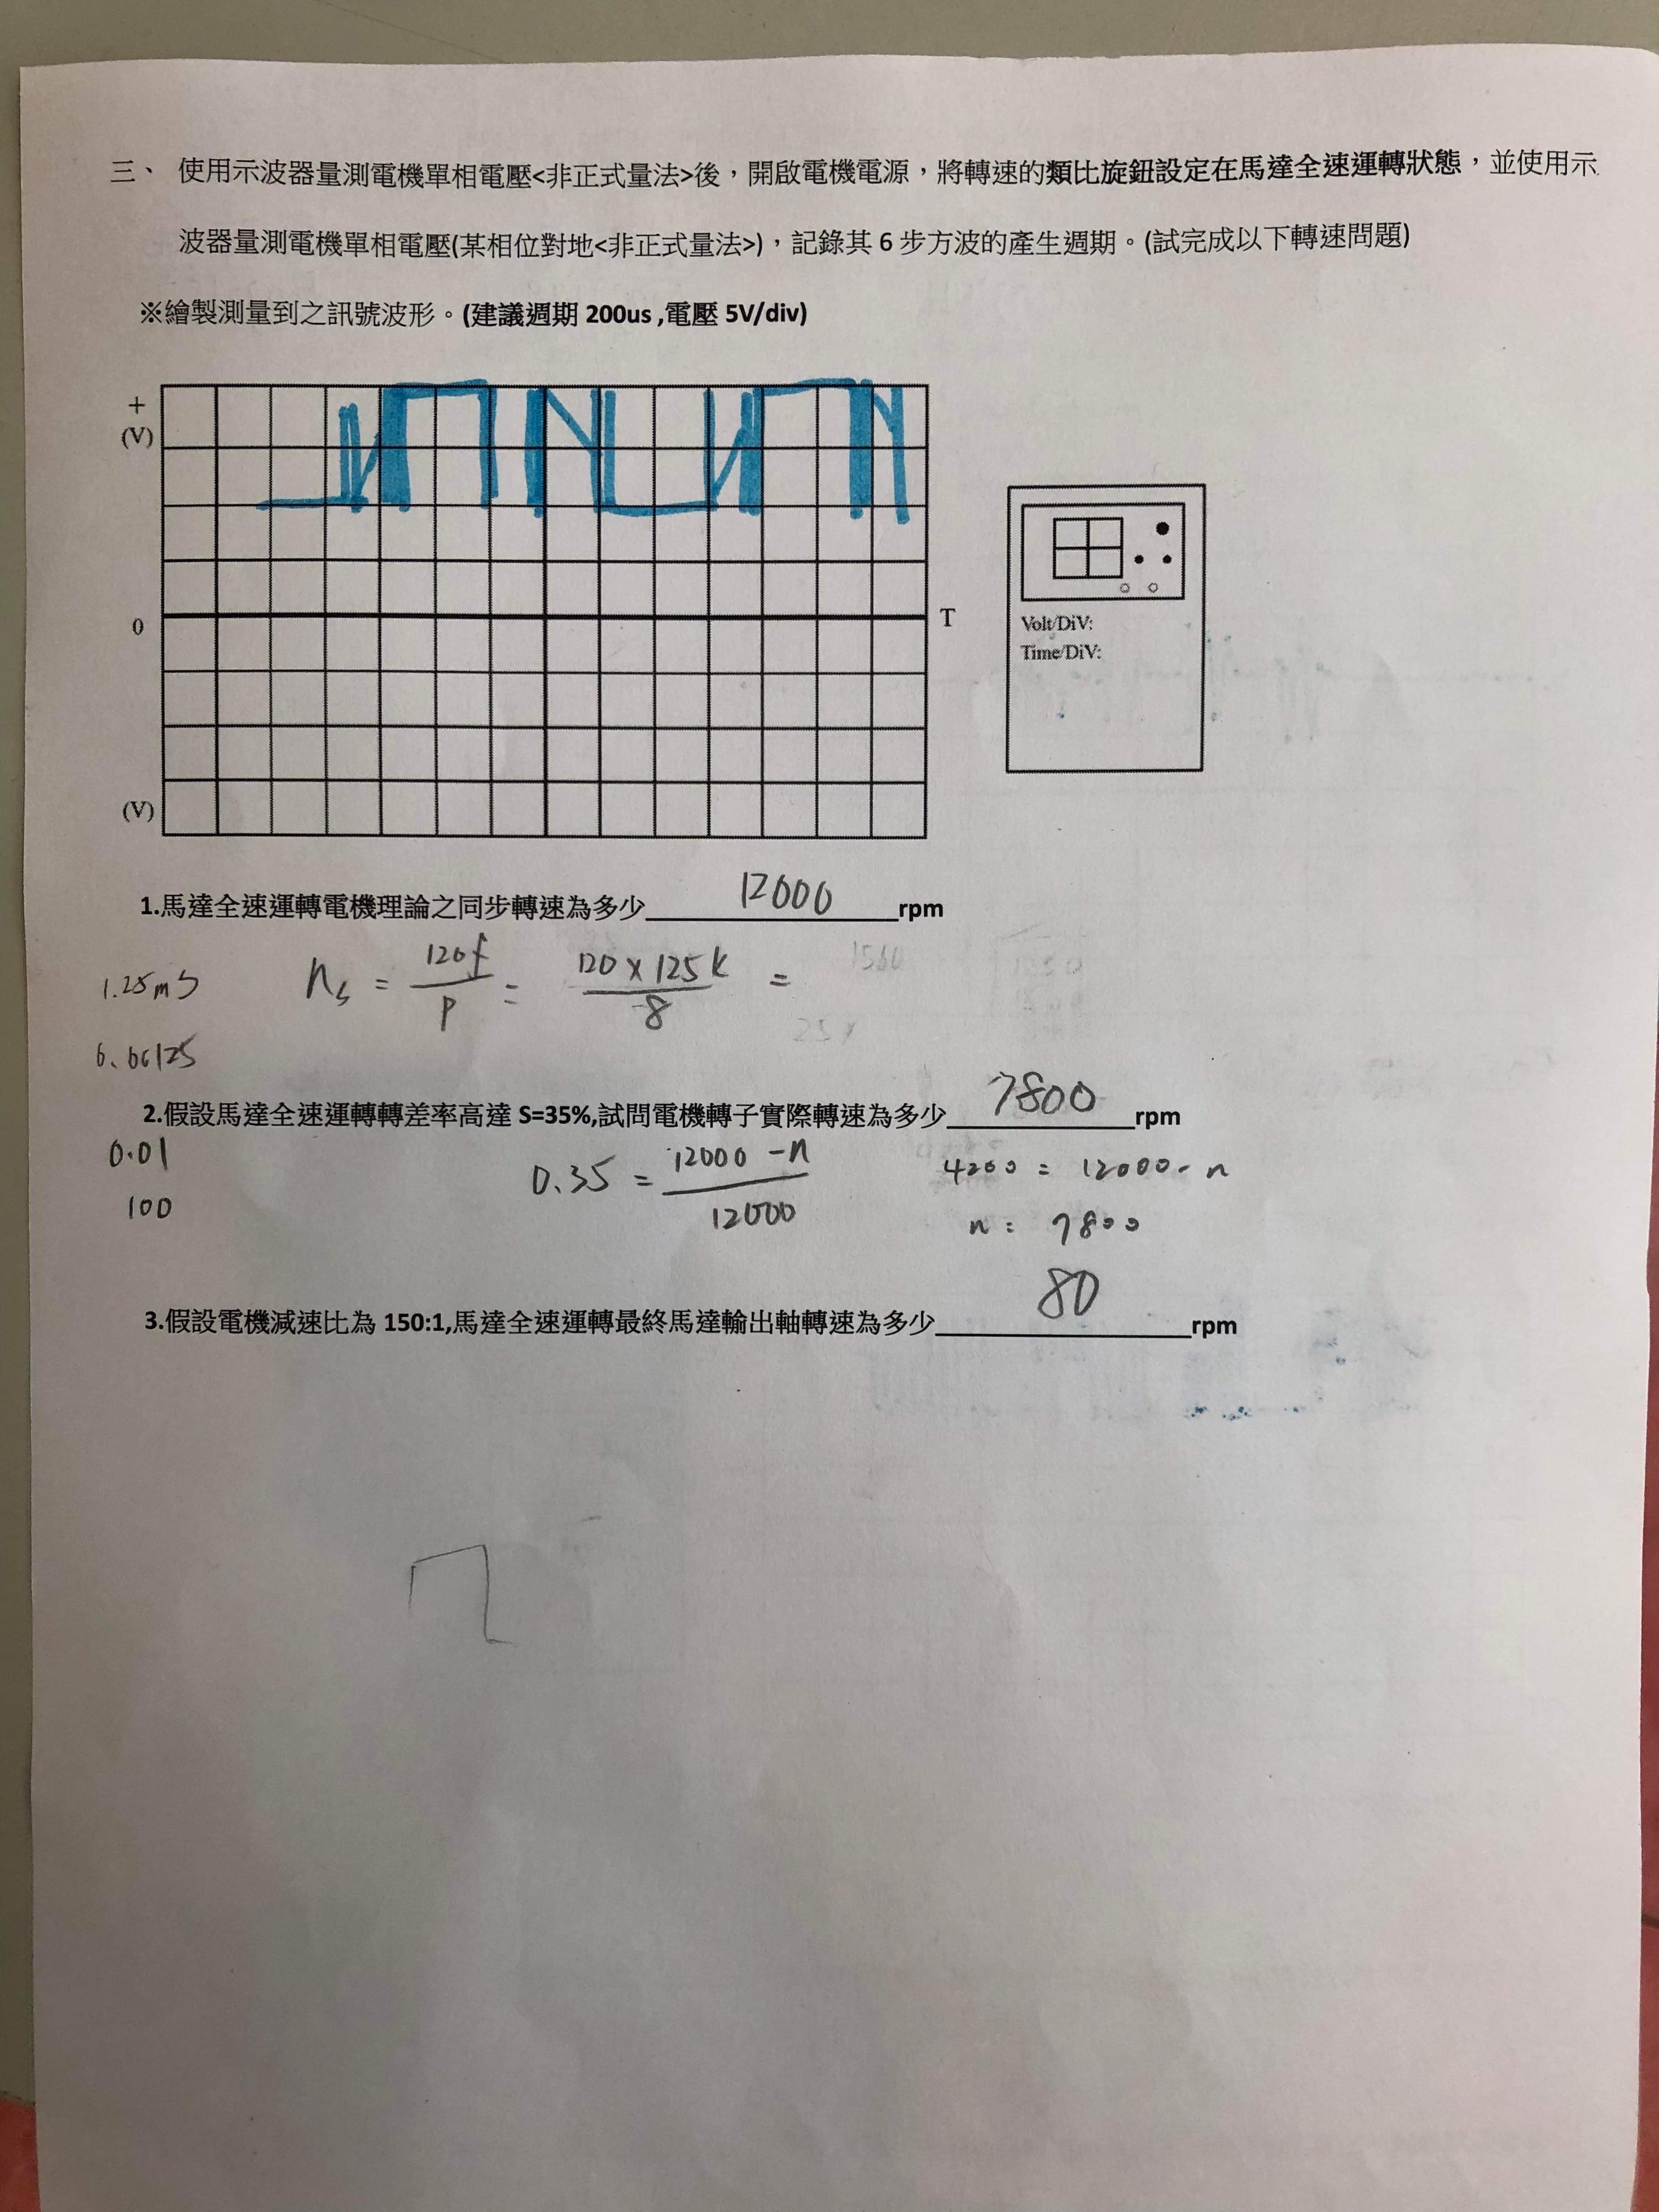 三、 使用示波器量測電機單相電壓<非正式量法>後，開啟電機電源，將轉速的類比旋鈕設定在馬達全速運轉狀態，並使用示
波器量測電機單相電壓(某相位對地<非正式量法>)，記錄其 6 步方波的產生週期。(試完成以下轉速問題)
※繪製測量到之訊號波形。(建議週期 200us ,電壓 5V/div)
+
(V)
0
T
(V)
Volt/DiV:
Time/DiV:
1.馬達全速運轉電機理論之同步轉速為多少 12000 rpm
1.25mS
ns = 120f/p = 120 x 125k/8 =
1500
25
2.假設馬達全速運轉轉差率高達 S=35%,試問電機轉子實際轉速為多少 7800 rpm
0.01
100
0.35 = 12000 - n/12000
4200 = 12000 - n
n = 7800
3.假設電機減速比為 150:1,馬達全速運轉最終馬達輸出軸轉速為多少 80 rpm